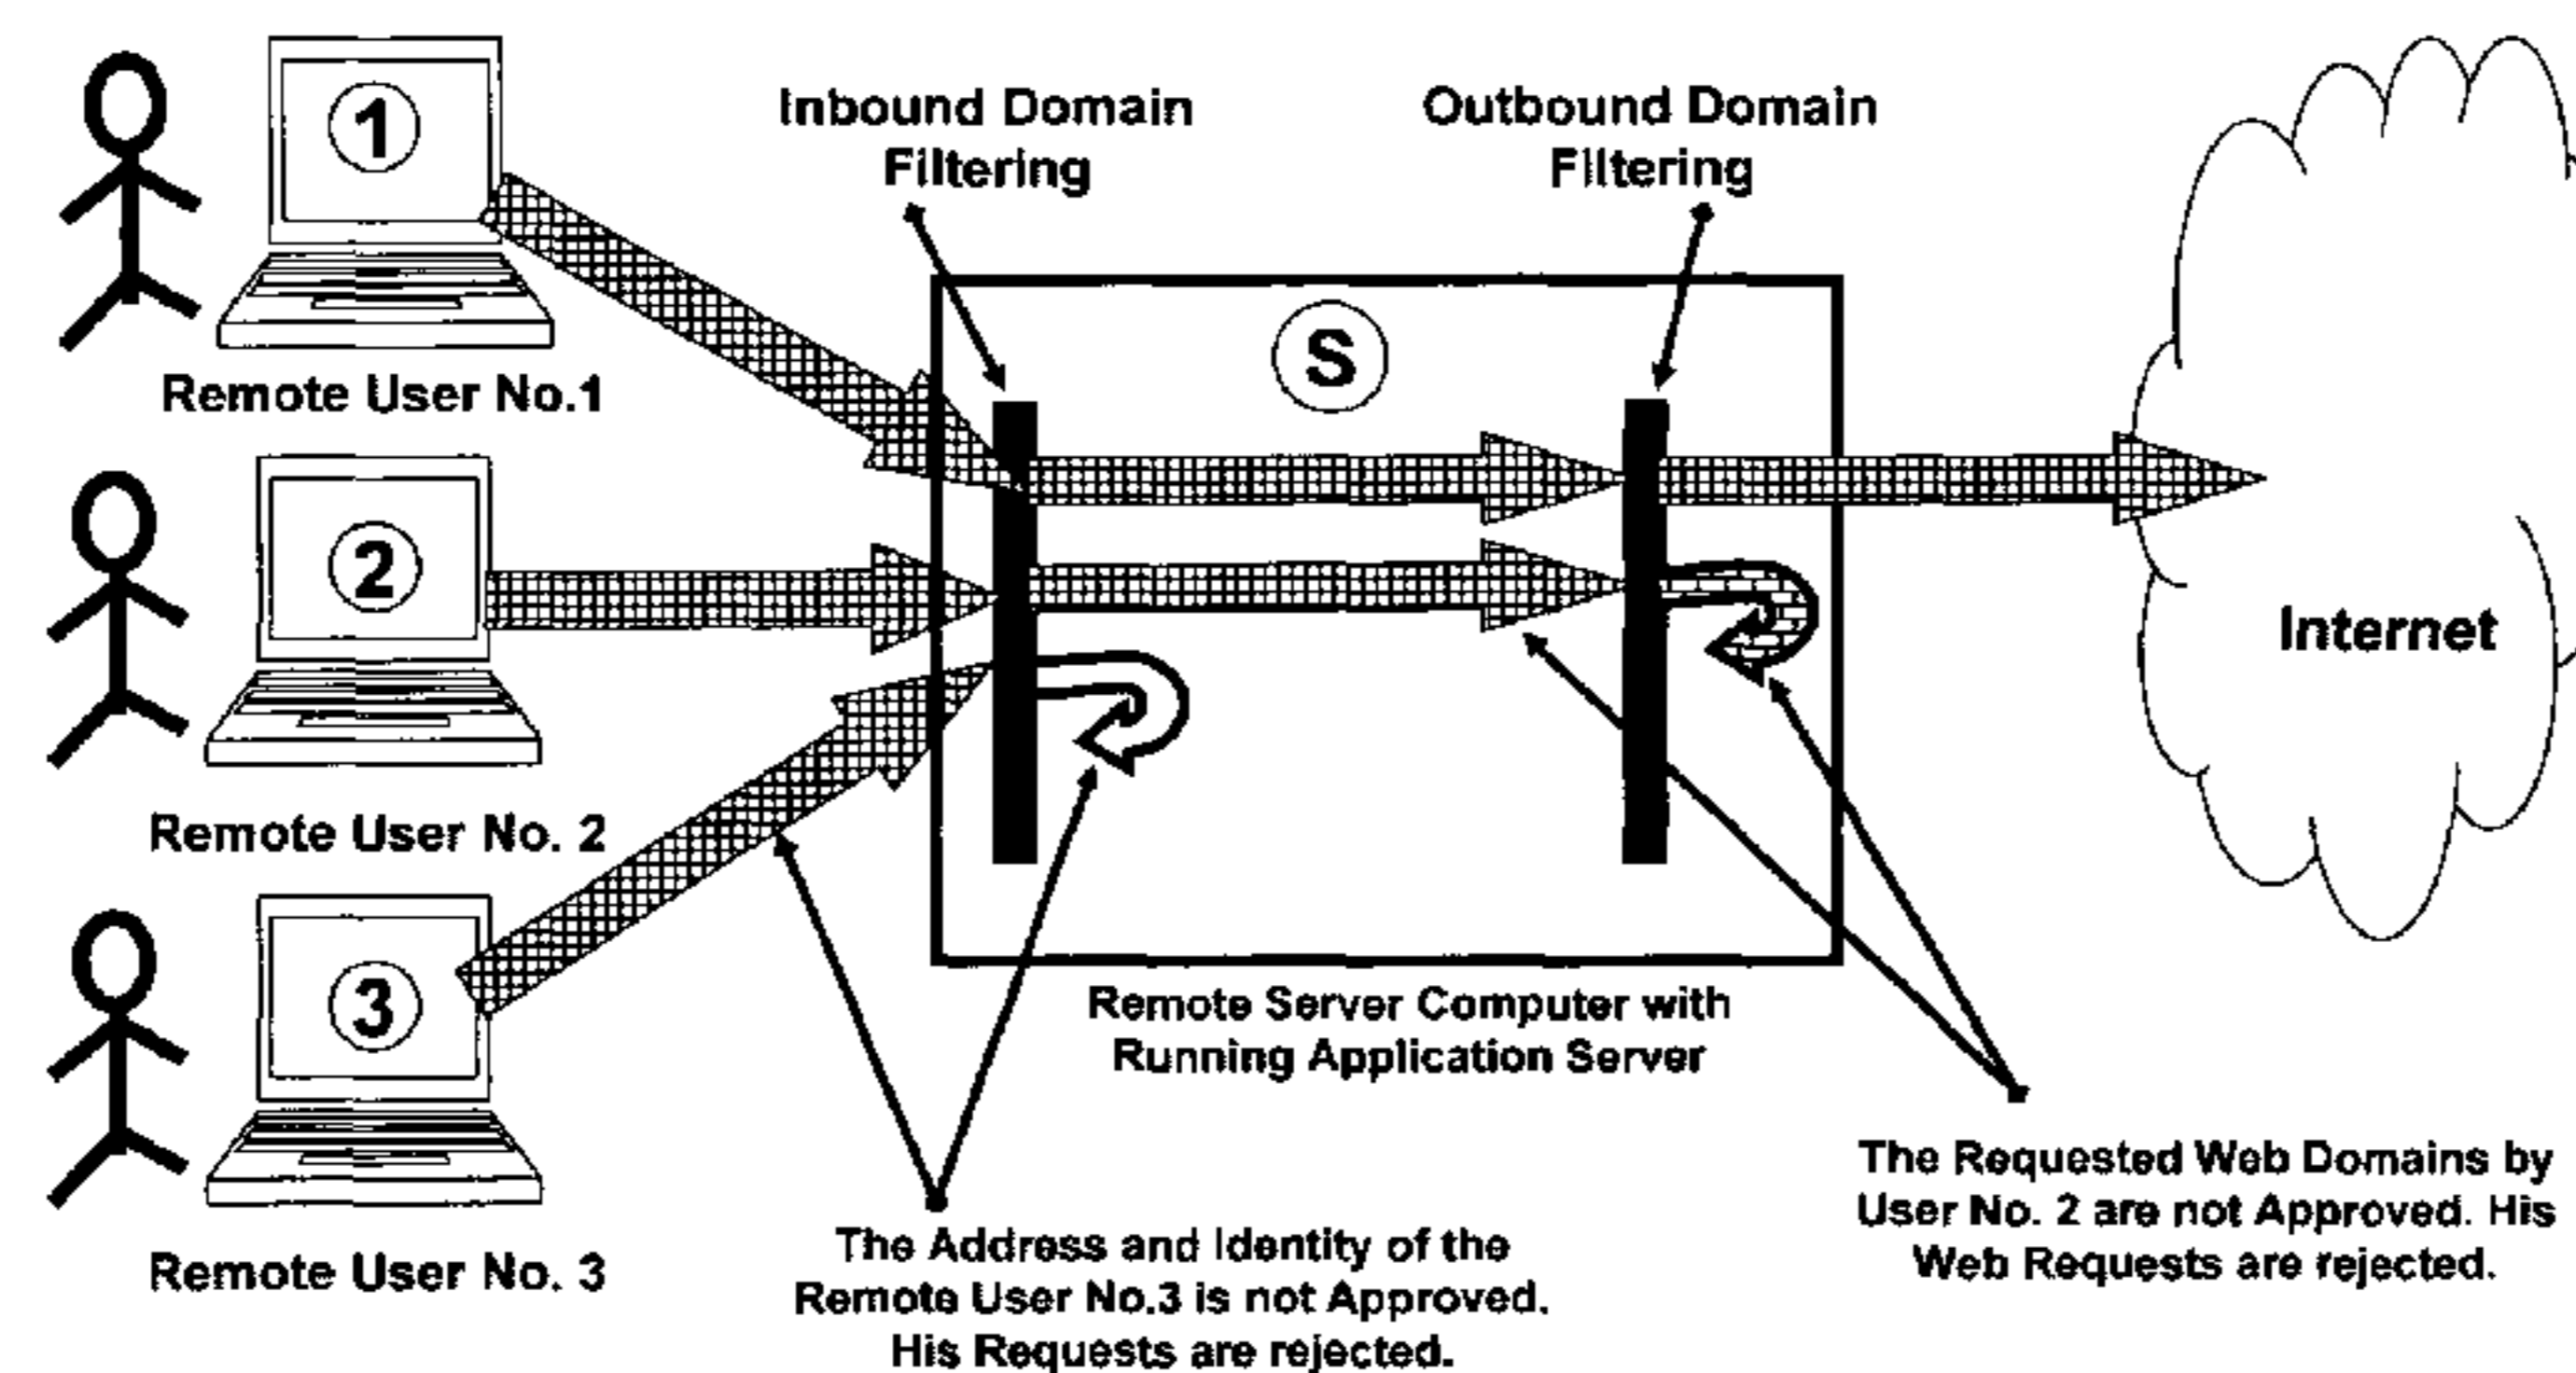 1
Remote User No.1
2
Remote User No. 2
3
Remote User No. 3
Inbound Domain
Filtering
Outbound Domain
Filtering
S
Remote Server Computer with
Running Application Server
Internet
The Address and Identity of the
Remote User No.3 is not Approved.
His Requests are rejected.
The Requested Web Domains by
User No. 2 are not Approved. His
Web Requests are rejected.